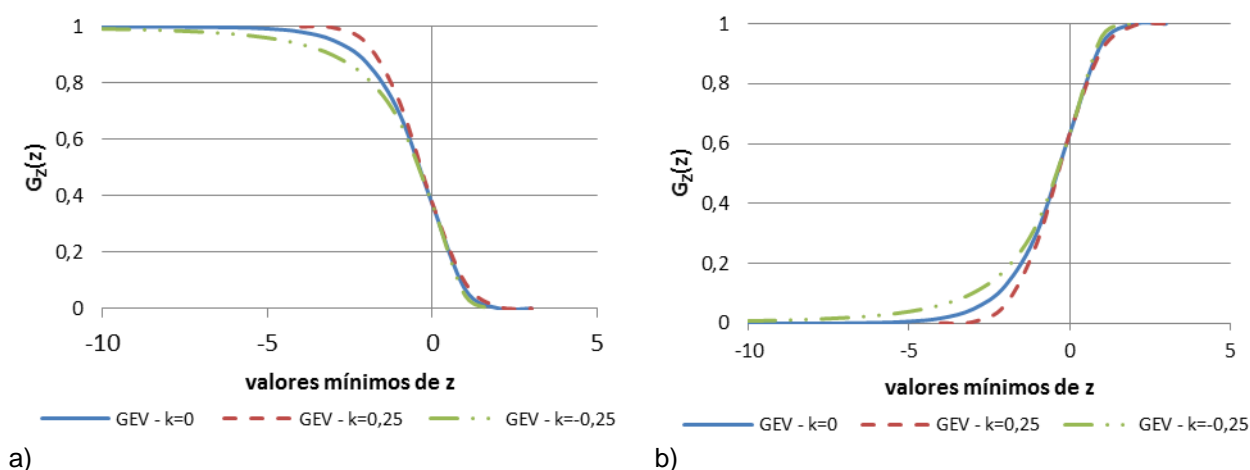 1
0,8
0,6
0,4
0,2
0
G_Z(z)
-10 -5 0 5
valores mínimos de z
GEV - k=0 GEV - k=0,25 GEV - k=-0,25
a)
1
0,8
0,6
0,4
0,2
0
G_Z(z)
-10 -5 0 5
valores mínimos de z
GEV - k=0 GEV - k=0,25 GEV - k=-0,25
b)